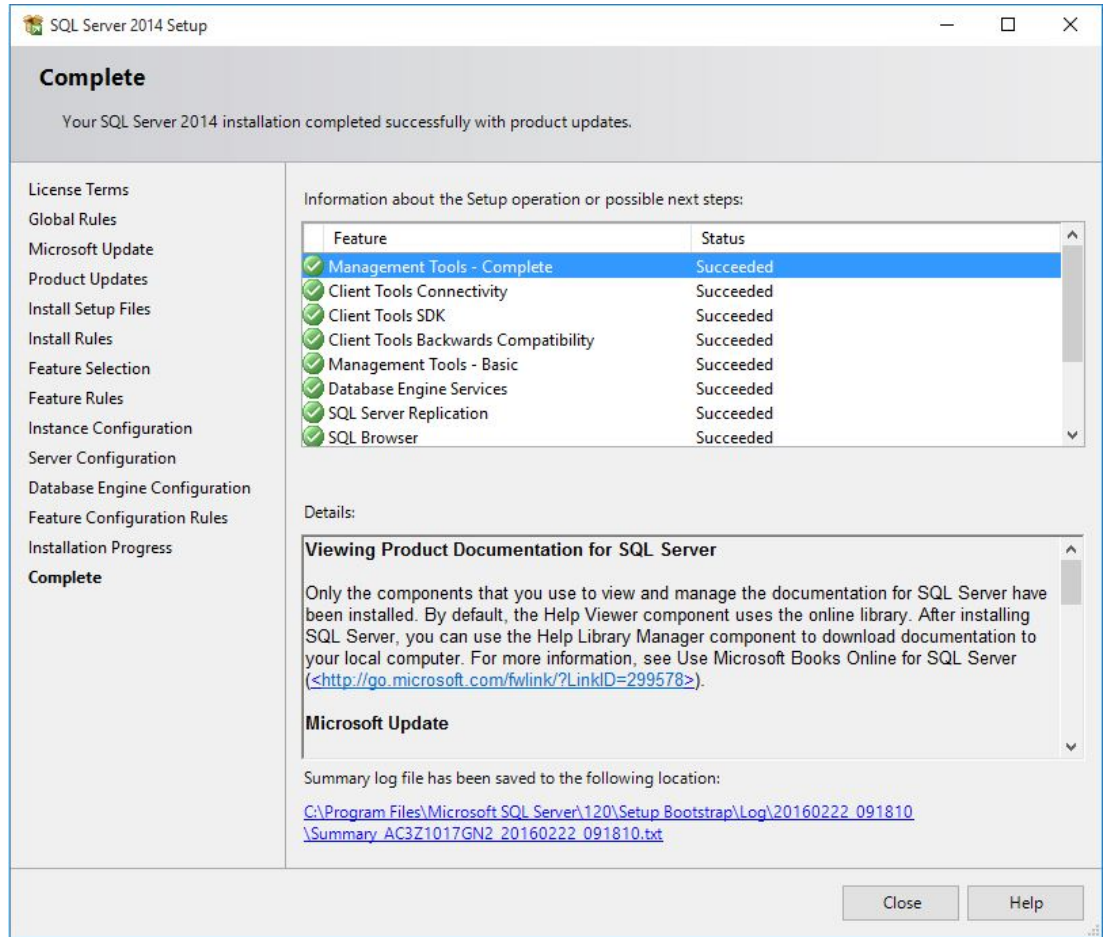 SQL Server 2014 Setup
Complete
Your SQL Server 2014 installation completed successfully with product updates.
License Terms
Global Rules
Microsoft Update
Product Updates
Install Setup Files
Install Rules
Feature Selection
Feature Rules
Instance Configuration
Server Configuration
Database Engine Configuration
Feature Configuration Rules
Installation Progress
Complete
Information about the Setup operation or possible next steps:
Feature Status
Management Tools - Complete Succeeded
Client Tools Connectivity Succeeded
Client Tools SDK Succeeded
Client Tools Backwards Compatibility Succeeded
Management Tools - Basic Succeeded
Database Engine Services Succeeded
SQL Server Replication Succeeded
SQL Browser Succeeded
Details:
Viewing Product Documentation for SQL Server
Only the components that you use to view and manage the documentation for SQL Server have
been installed. By default, the Help Viewer component uses the online library. After installing
SQL Server, you can use the Help Library Manager component to download documentation to
your local computer. For more information, see Use Microsoft Books Online for SQL Server
(<http://go.microsoft.com/fwlink/?LinkID=299578>).
Microsoft Update
Summary log file has been saved to the following location:
C:\Program Files\Microsoft SQL Server\120\Setup Bootstrap\Log\20160222_091810
\Summary_AC3Z1017GN2_20160222_091810.txt
Close Help